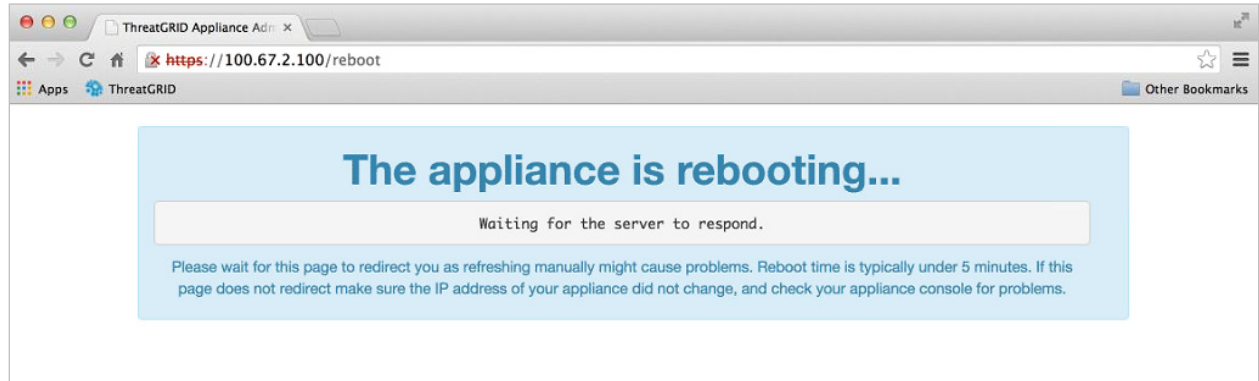 ThreatGRID Appliance Adm
https://100.67.2.100/reboot
Apps ThreatGRID Other Bookmarks
The appliance is rebooting...
Waiting for the server to respond.
Please wait for this page to redirect you as refreshing manually might cause problems. Reboot time is typically under 5 minutes. If this
page does not redirect make sure the IP address of your appliance did not change, and check your appliance console for problems.